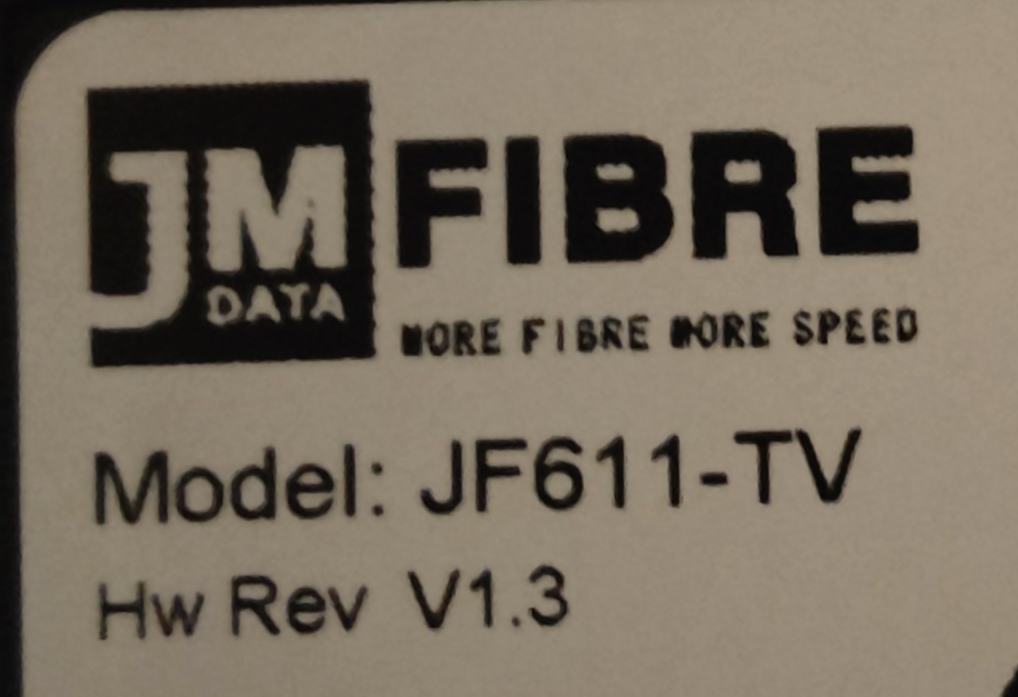 JM FIBRE
DATA
MORE FIBRE MORE SPEED
Model: JF611-TV
Hw Rev V1.3